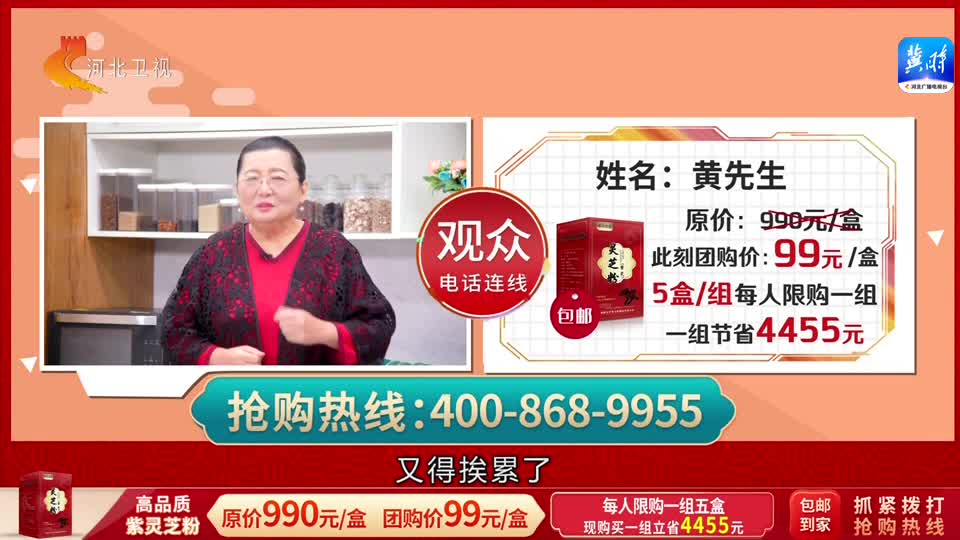 河北卫视
冀时
河北广播电视台
姓名：黄先生
原价：990元/盒
此刻团购价：99元/盒
5盒/组每人限购一组
一组节省4455元
灵芝粉
包邮
观众
电话连线
抢购热线：400-868-9955
又得挨累了
灵芝粉
高品质
紫灵芝粉
原价990元/盒 团购价99元/盒
每人限购一组五盒
现购买一组立省4455元
包邮
到家
抓紧拨打
抢购热线